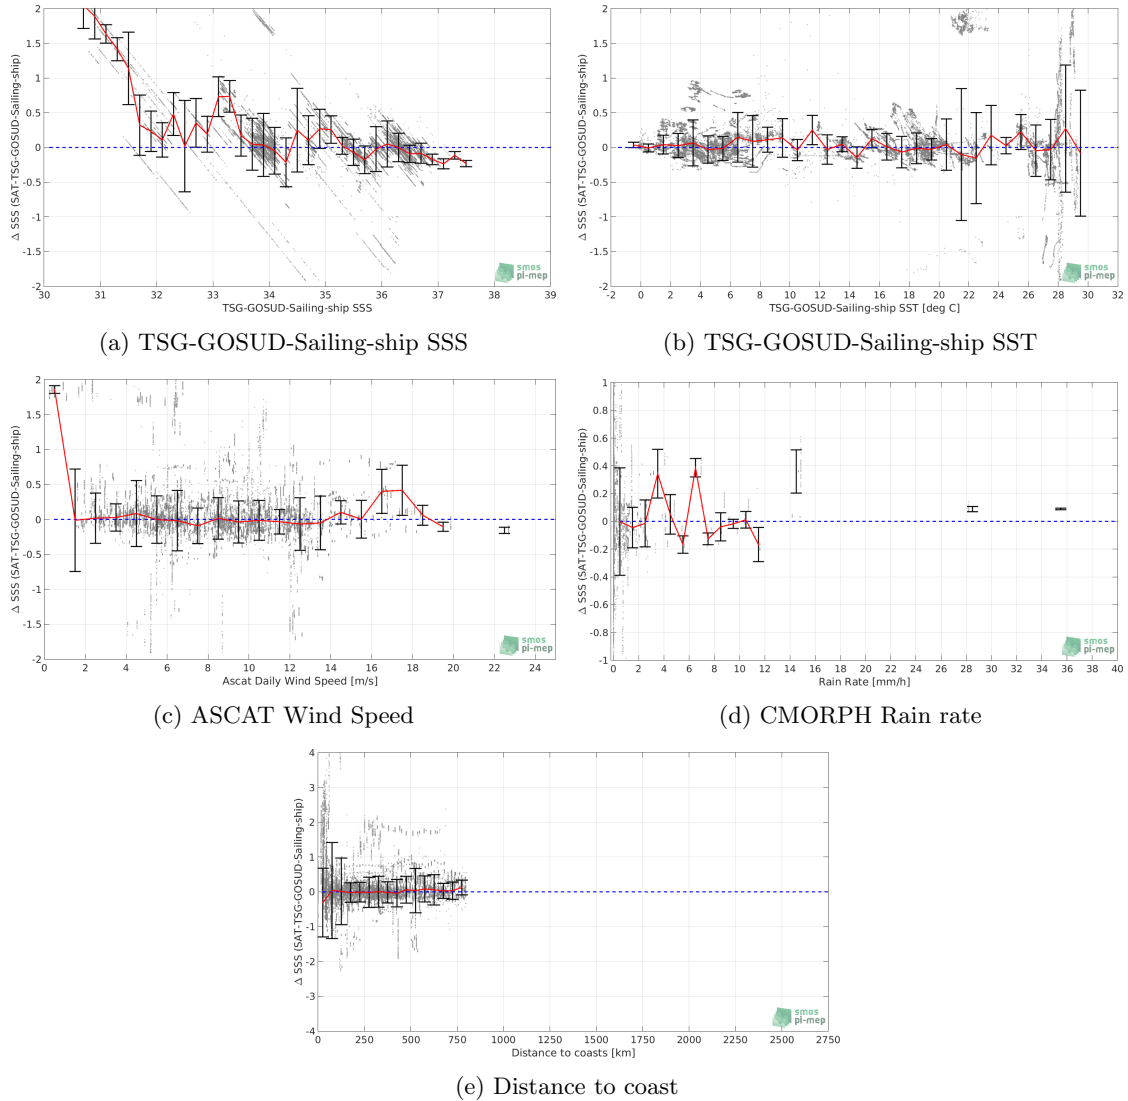 2
1.5
1
0.5
0
-0.5
-1
-1.5
-2
Δ SSS (SAT-TSG-GOSUD-Sailing-ship)
30 31 32 33 34 35 36 37 38 39
TSG-GOSUD-Sailing-ship SSS
smos
pi-mep
(a) TSG-GOSUD-Sailing-ship SSS
2
1.5
1
0.5
0
-0.5
-1
-1.5
-2
Δ SSS (SAT-TSG-GOSUD-Sailing-ship)
-2 0 2 4 6 8 10 12 14 16 18 20 22 24 26 28 30 32
TSG-GOSUD-Sailing-ship SST [deg C]
smos
pi-mep
(b) TSG-GOSUD-Sailing-ship SST
2
1.5
1
0.5
0
-0.5
-1
-1.5
-2
Δ SSS (SAT-TSG-GOSUD-Sailing-ship)
0 2 4 6 8 10 12 14 16 18 20 22 24
Ascat Daily Wind Speed [m/s]
smos
pi-mep
(c) ASCAT Wind Speed
1
0.8
0.6
0.4
0.2
0
-0.2
-0.4
-0.6
-0.8
-1
Δ SSS (SAT-TSG-GOSUD-Sailing-ship)
0 2 4 6 8 10 12 14 16 18 20 22 24 26 28 30 32 34 36 38 40
Rain Rate [mm/h]
smos
pi-mep
(d) CMORPH Rain rate
4
3
2
1
0
-1
-2
-3
-4
Δ SSS (SAT-TSG-GOSUD-Sailing-ship)
0 250 500 750 1000 1250 1500 1750 2000 2250 2500 2750
Distance to coasts [km]
smos
pi-mep
(e) Distance to coast